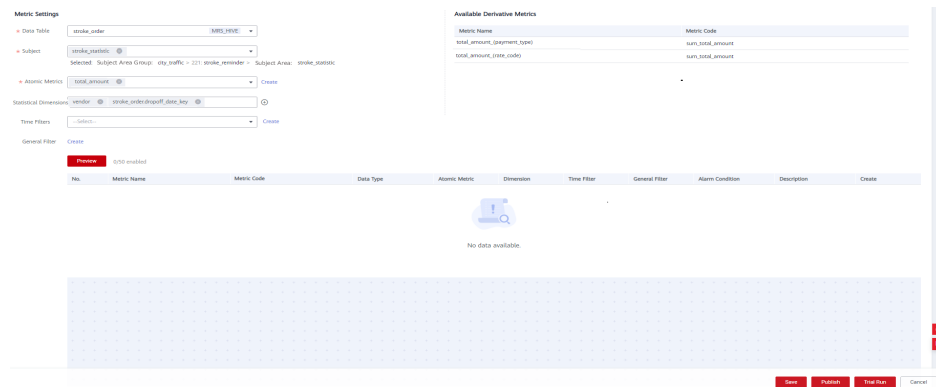 Metric Settings
Available Derivative Metrics
* Data Table stroke_order MRS_HIVE
Metric Name Metric Code
total_amount_(payment_type) sum_total_amount
* Subject stroke_statistic
total_amount_(rate_code) sum_total_amount
Selected: Subject Area Group: city_traffic > 221: stroke_reminder > Subject Area: stroke_statistic
* Atomic Metrics total_amount Create
Statistical Dimensions vendor stroke_order.dropoff_date_key
Time Filters --Select-- Create
General Filter Create
Preview 0/50 enabled
No. Metric Name Metric Code Data Type Atomic Metric Dimension Time Filter General Filter Alarm Condition Description Create
No data available.
Save Publish Trial Run Cancel